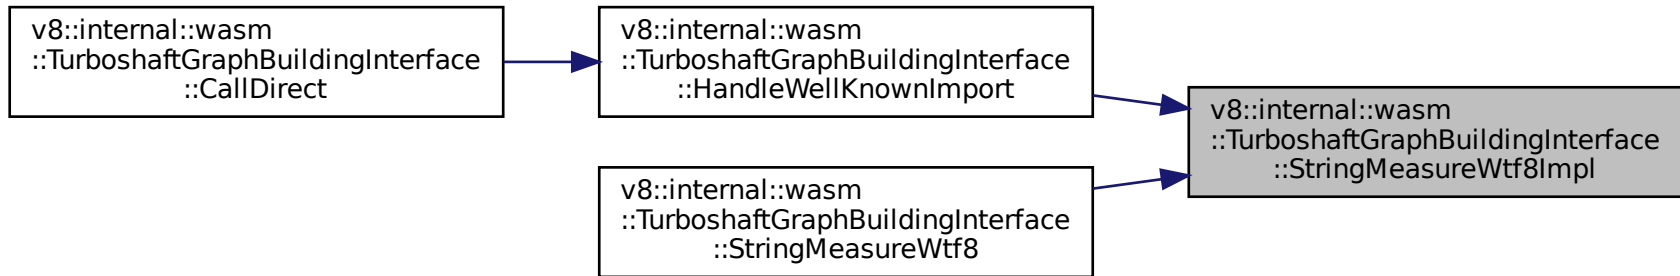 v8::internal::wasm
::TurboshaftGraphBuildingInterface
::CallDirect
v8::internal::wasm
::TurboshaftGraphBuildingInterface
::HandleWellKnownImport
v8::internal::wasm
::TurboshaftGraphBuildingInterface
::StringMeasureWtf8Impl
v8::internal::wasm
::TurboshaftGraphBuildingInterface
::StringMeasureWtf8